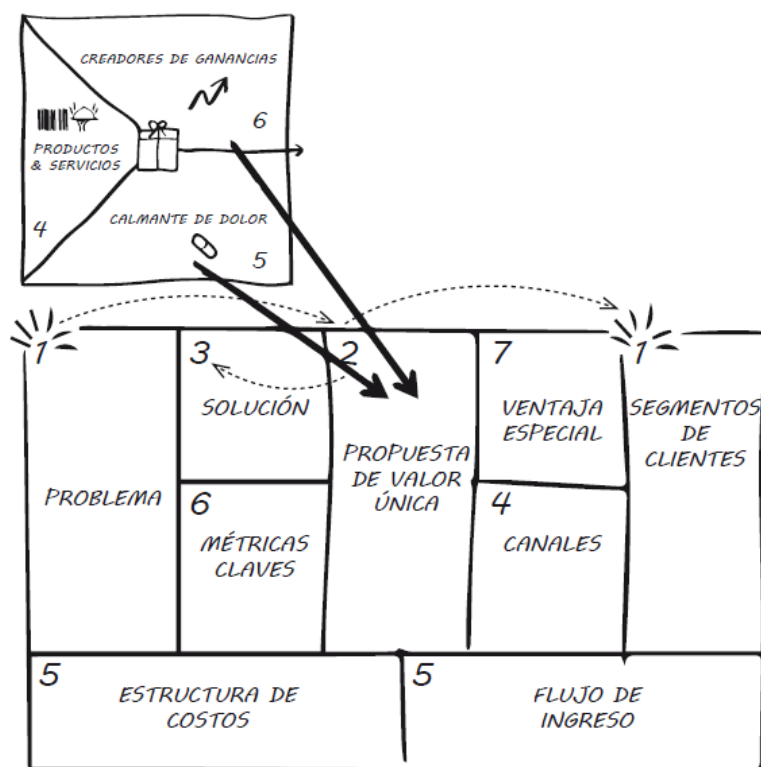 CREADORES DE GANANCIAS
6
PRODUCTOS
& SERVICIOS
4
CALMANTE DE DOLOR
5
1
PROBLEMA
3
SOLUCIÓN
6
MÉTRICAS
CLAVES
2
PROPUESTA
DE VALOR
ÚNICA
7
VENTAJA
ESPECIAL
4
CANALES
1
SEGMENTOS
DE
CLIENTES
5
ESTRUCTURA DE
COSTOS
5
FLUJO DE
INGRESO